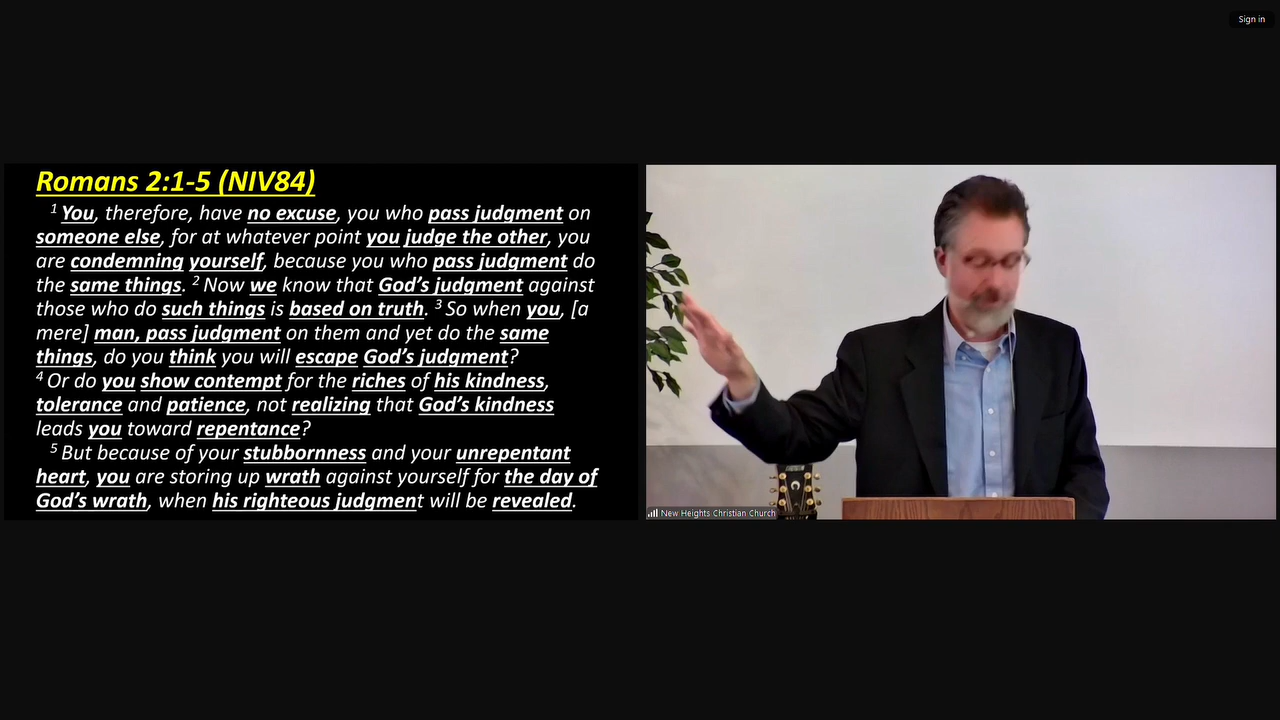 Sign in
Romans 2:1-5 (NIV84)
1 You, therefore, have no excuse, you who pass judgment on
someone else, for at whatever point you judge the other, you
are condemning yourself, because you who pass judgment do
the same things. 2 Now we know that God's judgment against
those who do such things is based on truth. 3 So when you, [a
mere] man, pass judgment on them and yet do the same
things, do you think you will escape God's judgment?
4 Or do you show contempt for the riches of his kindness,
tolerance and patience, not realizing that God's kindness
leads you toward repentance?
5 But because of your stubbornness and your unrepentant
heart, you are storing up wrath against yourself for the day of
God's wrath, when his righteous judgment will be revealed.
New Heights Christian Church